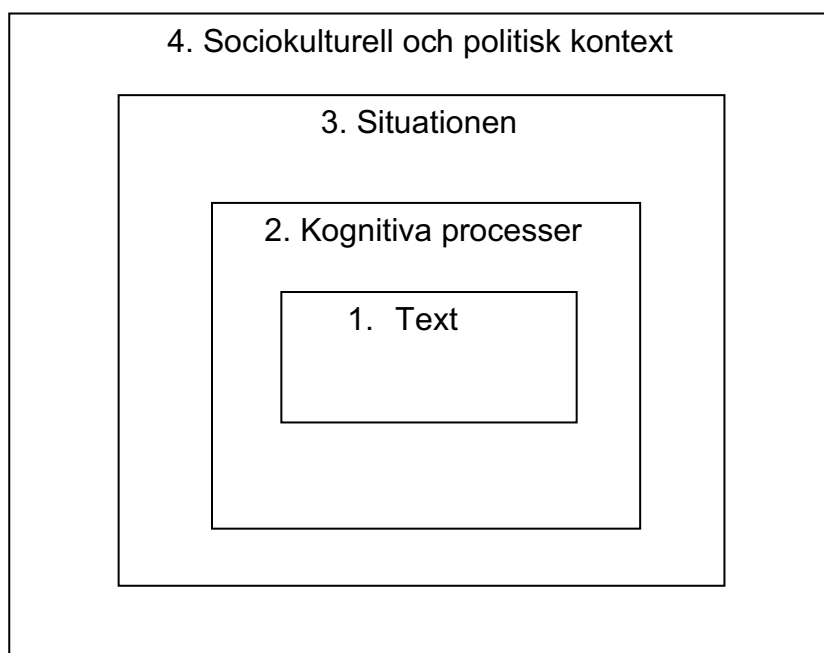 4. Sociokulturell och politisk kontext
3. Situationen
2. Kognitiva processer
1. Text